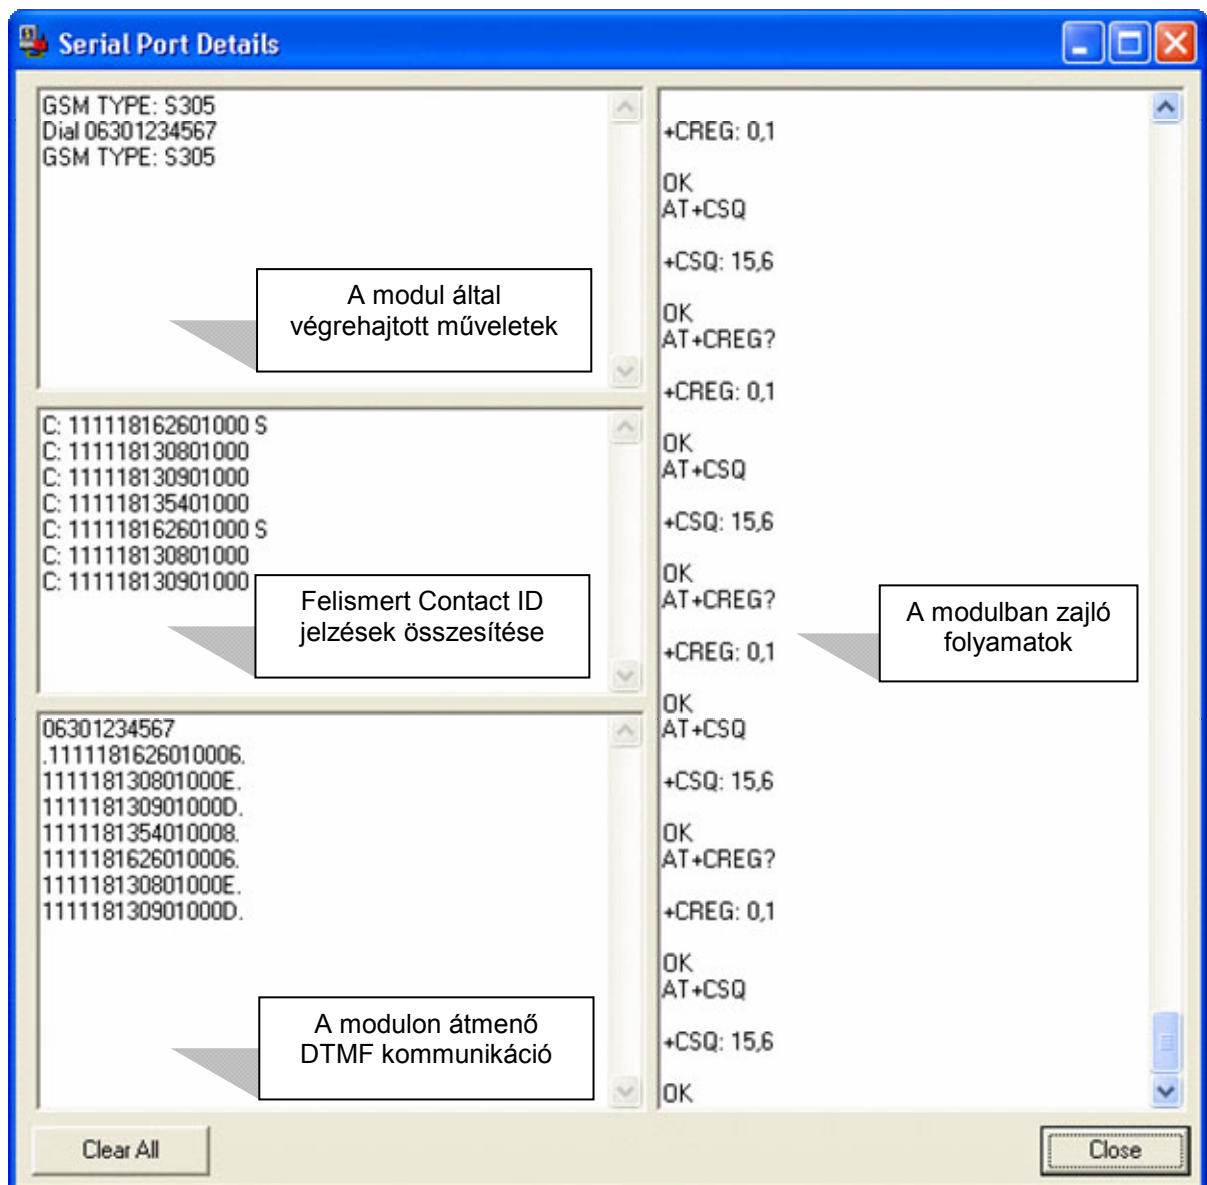 Serial Port Details
GSM TYPE: S305
Dial 06301234567
GSM TYPE: S305
A modul által
végrehajtott műveletek
C: 111118162601000 S
C: 111118130801000
C: 111118130901000
C: 111118135401000
C: 111118162601000 S
C: 111118130801000
C: 111118130901000
Felismert Contact ID
jelzések összesítése
06301234567
.1111181626010006.
111118130801000E.
111118130901000D.
1111181354010008.
1111181626010006.
111118130801000E.
111118130901000D.
A modulon átmenő
DTMF kommunikáció
+CREG: 0,1
OK
AT+CSQ
+CSQ: 15,6
OK
AT+CREG?
+CREG: 0,1
OK
AT+CSQ
+CSQ: 15,6
OK
AT+CREG?
+CREG: 0,1
OK
AT+CSQ
+CSQ: 15,6
OK
AT+CREG?
+CREG: 0,1
OK
AT+CSQ
+CSQ: 15,6
OK
A modulban zajló
folyamatok
Clear All
Close